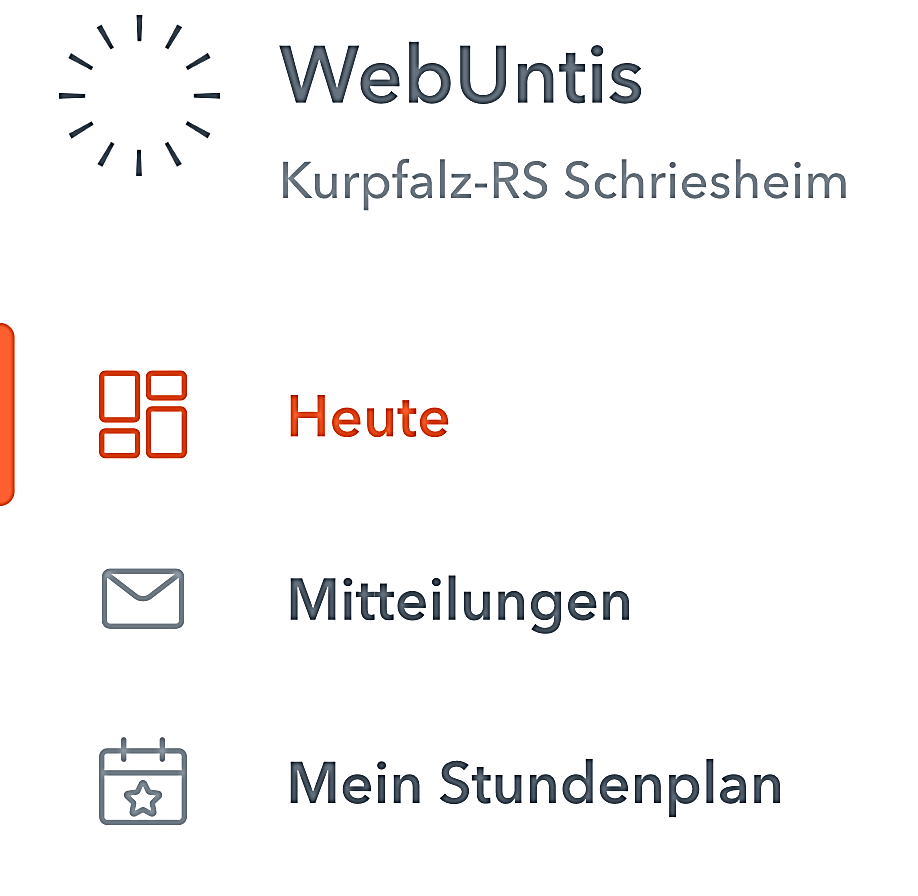 WebUntis
Kurpfalz-RS Schriesheim
Heute
Mitteilungen
Mein Stundenplan